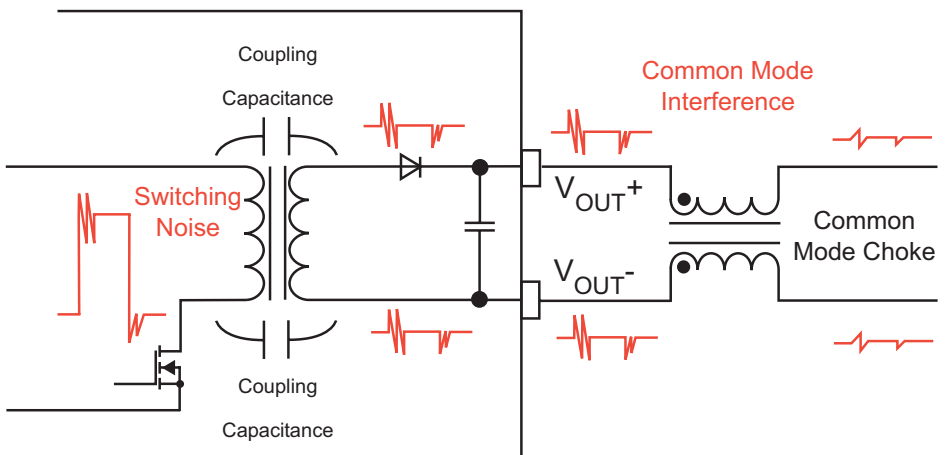 Coupling
Capacitance
Common Mode
Interference
Switching
Noise
VOUT+
Common
Mode Choke
VOUT-
Coupling
Capacitance